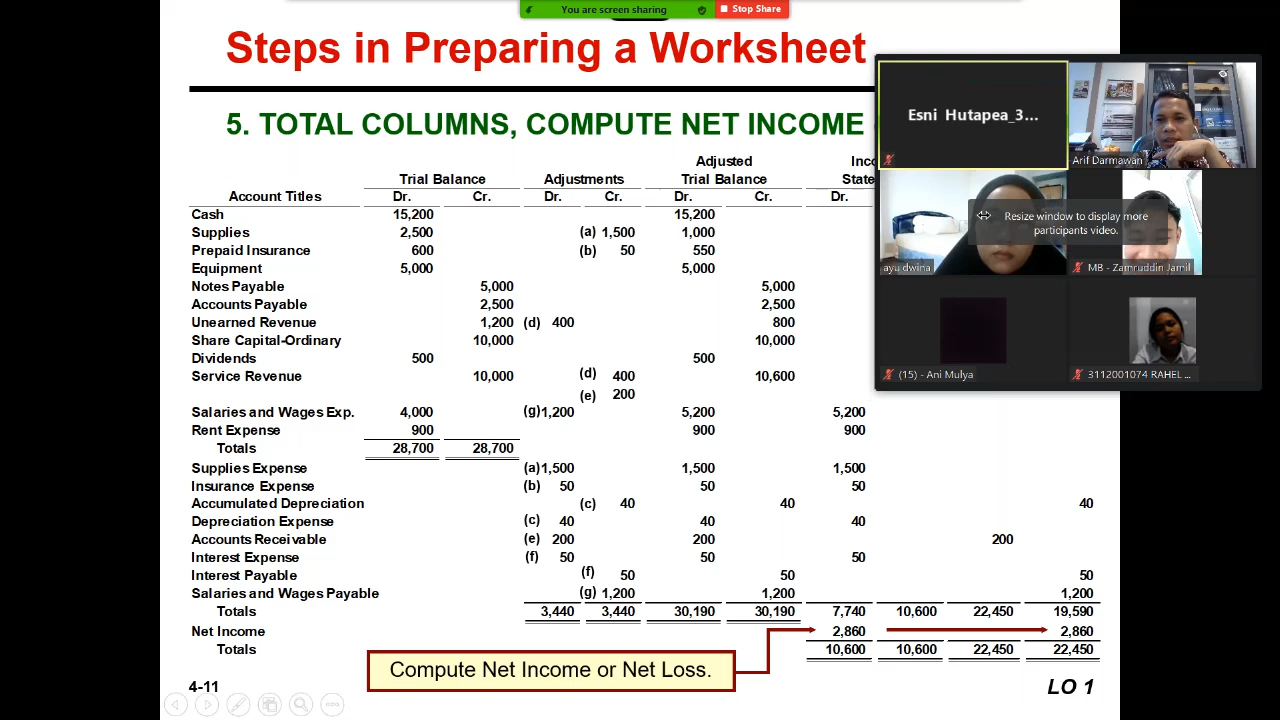 You are screen sharing
Stop Share
Steps in Preparing a Worksheet
5. TOTAL COLUMNS, COMPUTE NET INCOME
Adjusted Inco
Trial Balance Adjustments Trial Balance State
Account Titles Dr. Cr. Dr. Cr. Dr. Cr. Dr.
Cash 15,200 15,200
Supplies 2,500 (a) 1,500 1,000
Prepaid Insurance 600 (b) 50 550
Equipment 5,000 5,000
Notes Payable 5,000 5,000
Accounts Payable 2,500 2,500
Unearned Revenue 1,200 (d) 400 800
Share Capital-Ordinary 10,000 10,000
Dividends 500 500
Service Revenue 10,000 (d) 400 10,600
(e) 200
Salaries and Wages Exp. 4,000 (g) 1,200 5,200 5,200
Rent Expense 900 900 900
Totals 28,700 28,700
Supplies Expense (a) 1,500 1,500 1,500
Insurance Expense (b) 50 50 50
Accumulated Depreciation (c) 40 40 40
Depreciation Expense (c) 40 40 40
Accounts Receivable (e) 200 200 200
Interest Expense (f) 50 50 50
Interest Payable (f) 50 50 50
Salaries and Wages Payable (g) 1,200 1,200 1,200
Totals 3,440 3,440 30,190 30,190 7,740 10,600 22,450 19,590
Net Income 2,860 2,860
Totals 10,600 10,600 22,450 22,450
Compute Net Income or Net Loss.
4-11
LO 1
Esni Hutapea_3...
Arif Darmawan
Resize window to display more
participants video.
ayu dwina
MB - Zamruddin Jamil
(15) - Ani Mulya
3112001074 RAHEL ...